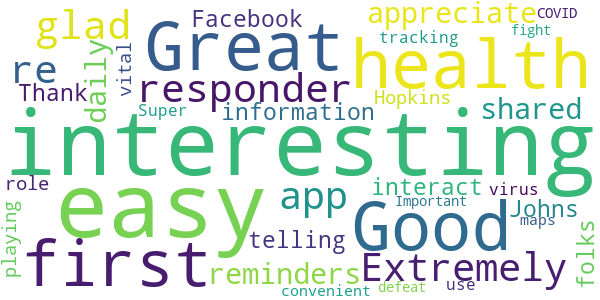 glad
Facebook
appreciate
COVID
re
daily
vital
Great
tracking
fight
health
Thank
responder
Hopkins
Super
information
shared
interesting
role
easy
app
interact
virus
Important
Johns
maps
Good
playing
first
telling
reminders
Extremely
use
folks
convenient
defeat